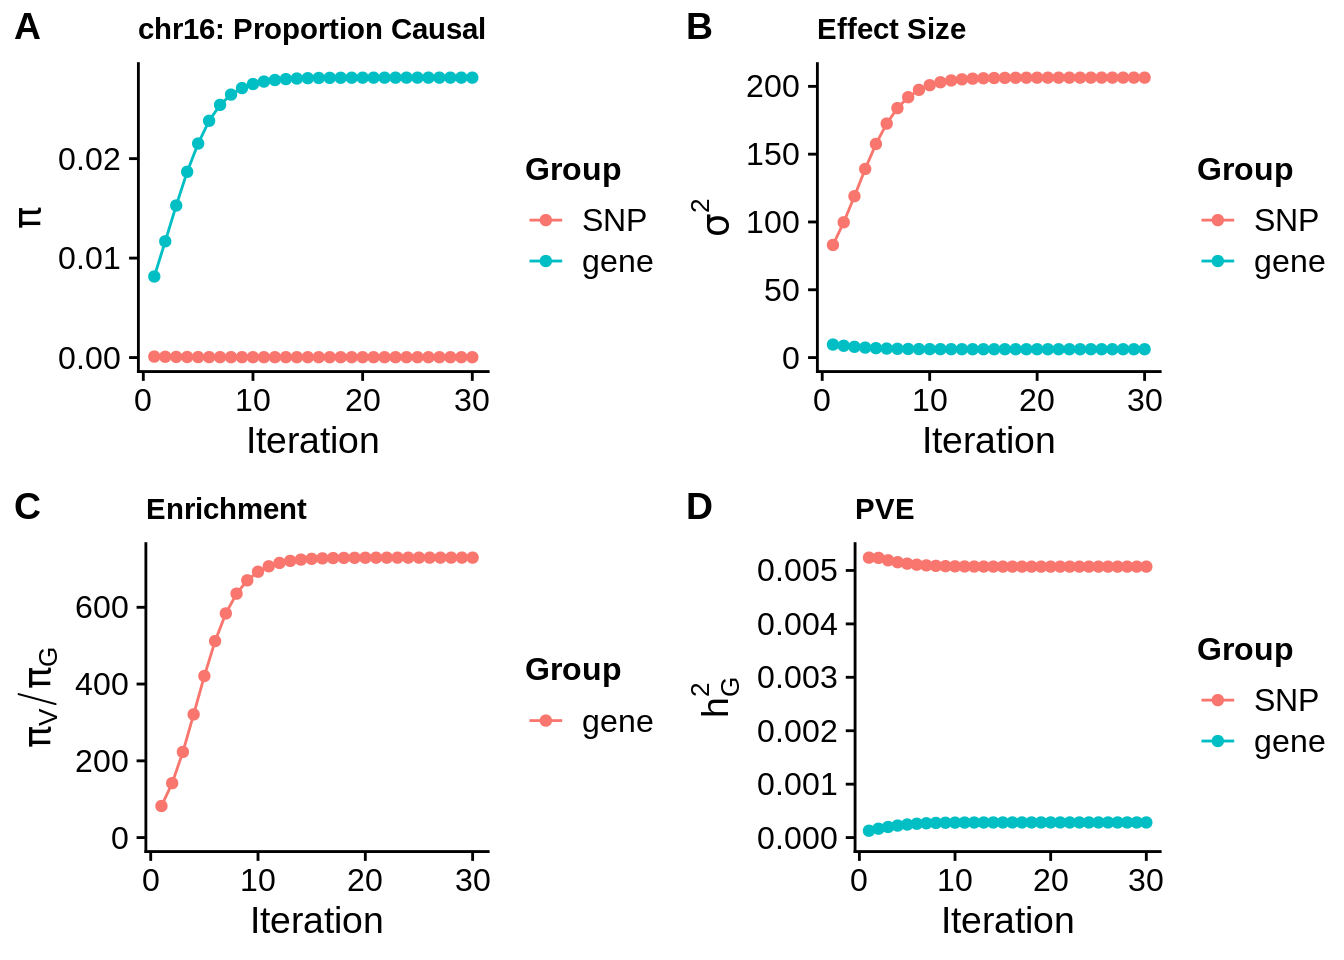 A
chr16: Proportion Causal
π
0.02
0.01
0.00
0 10 20 30
Iteration
Group
SNP
gene
B
Effect Size
σ²
200
150
100
50
0
0 10 20 30
Iteration
Group
SNP
gene
C
Enrichment
πV/πG
600
400
200
0
0 10 20 30
Iteration
Group
gene
D
PVE
h²G
0.005
0.004
0.003
0.002
0.001
0.000
0 10 20 30
Iteration
Group
SNP
gene